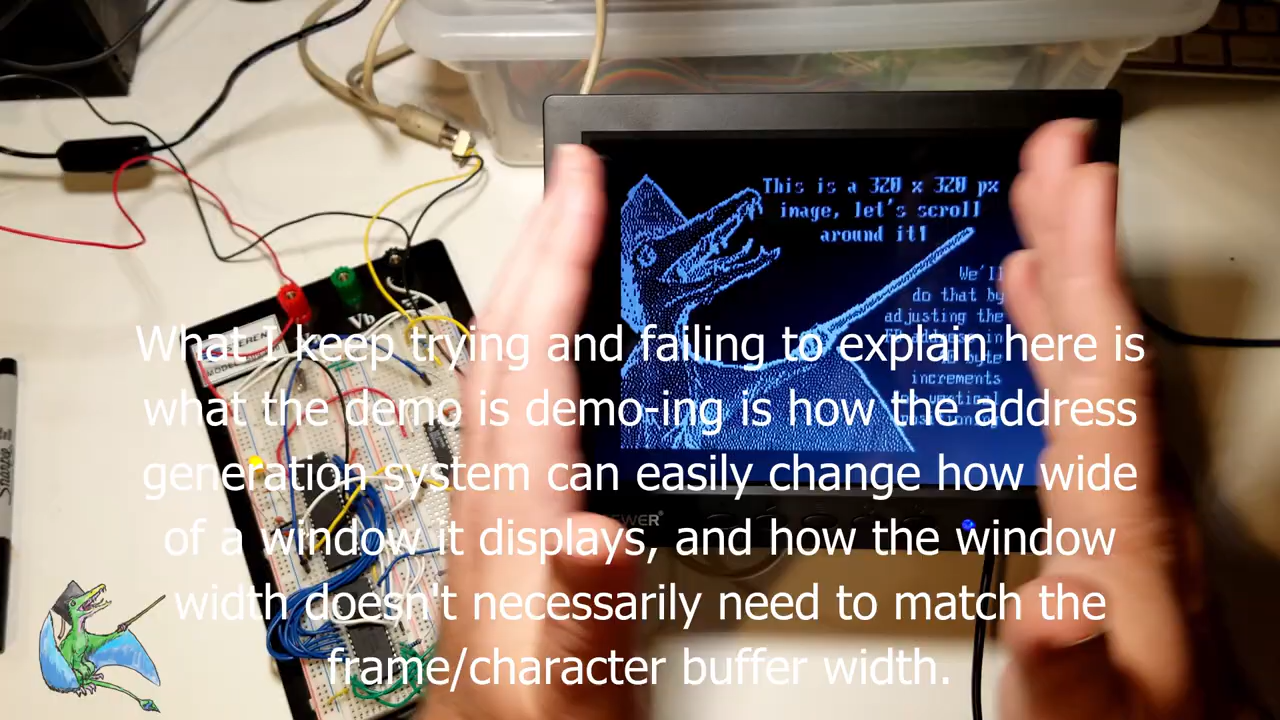 This is a 320 x 320 px
image, let's scroll
around it!
We'll
do that by
adjusting the
increments
What I keep trying and failing to explain here is
what the demo is demo-ing is how the address
generation system can easily change how wide
of a window it displays, and how the window
width doesn't necessarily need to match the
frame/character buffer width.
Vb
Sharpie